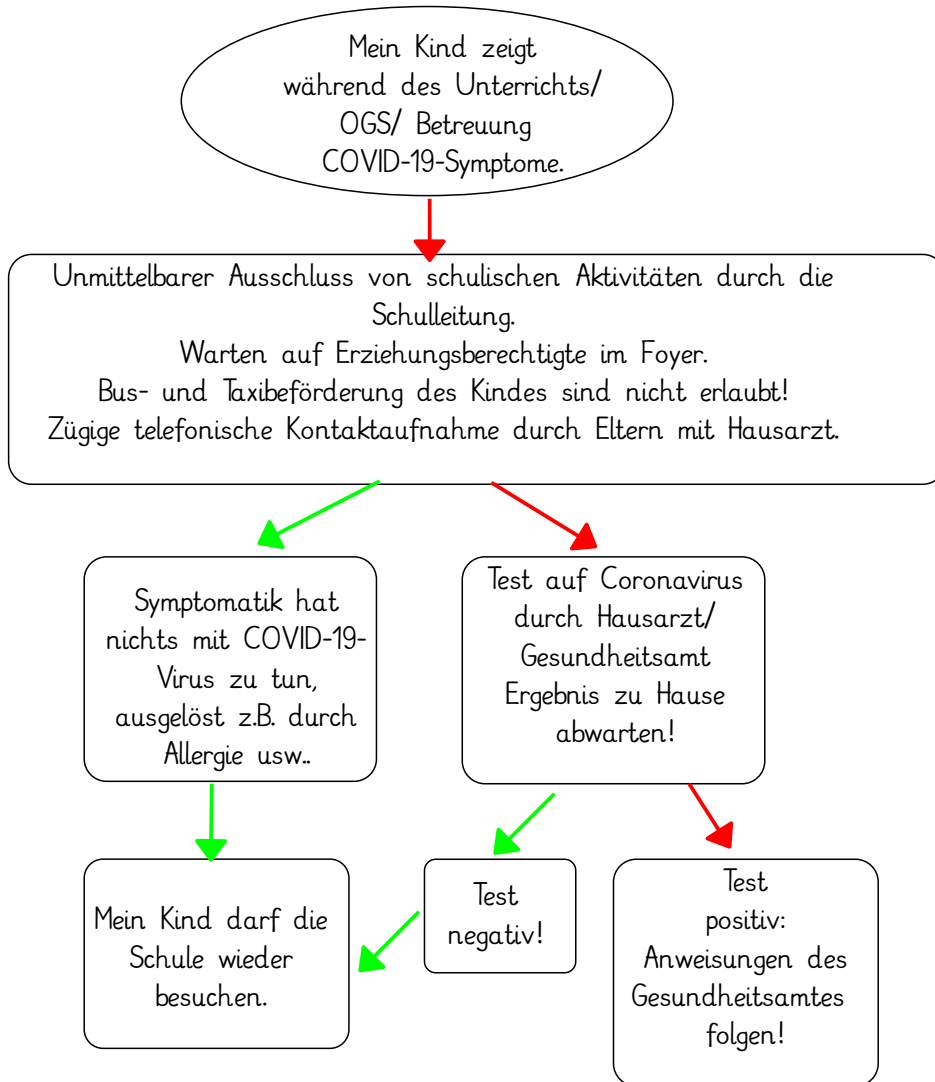 Mein Kind zeigt
während des Unterrichts/
OGS/ Betreuung
COVID-19-Symptome.
Unmittelbarer Ausschluss von schulischen Aktivitäten durch die
Schulleitung.
Warten auf Erziehungsberechtigte im Foyer.
Bus- und Taxibeförderung des Kindes sind nicht erlaubt!
Zügige telefonische Kontaktaufnahme durch Eltern mit Hausarzt.
Symptomatik hat
nichts mit COVID-19-
Virus zu tun,
ausgelöst z.B. durch
Allergie usw..
Test auf Coronavirus
durch Hausarzt/
Gesundheitsamt
Ergebnis zu Hause
abwarten!
Mein Kind darf die
Schule wieder
besuchen.
Test
negativ!
Test
positiv:
Anweisungen des
Gesundheitsamtes
folgen!